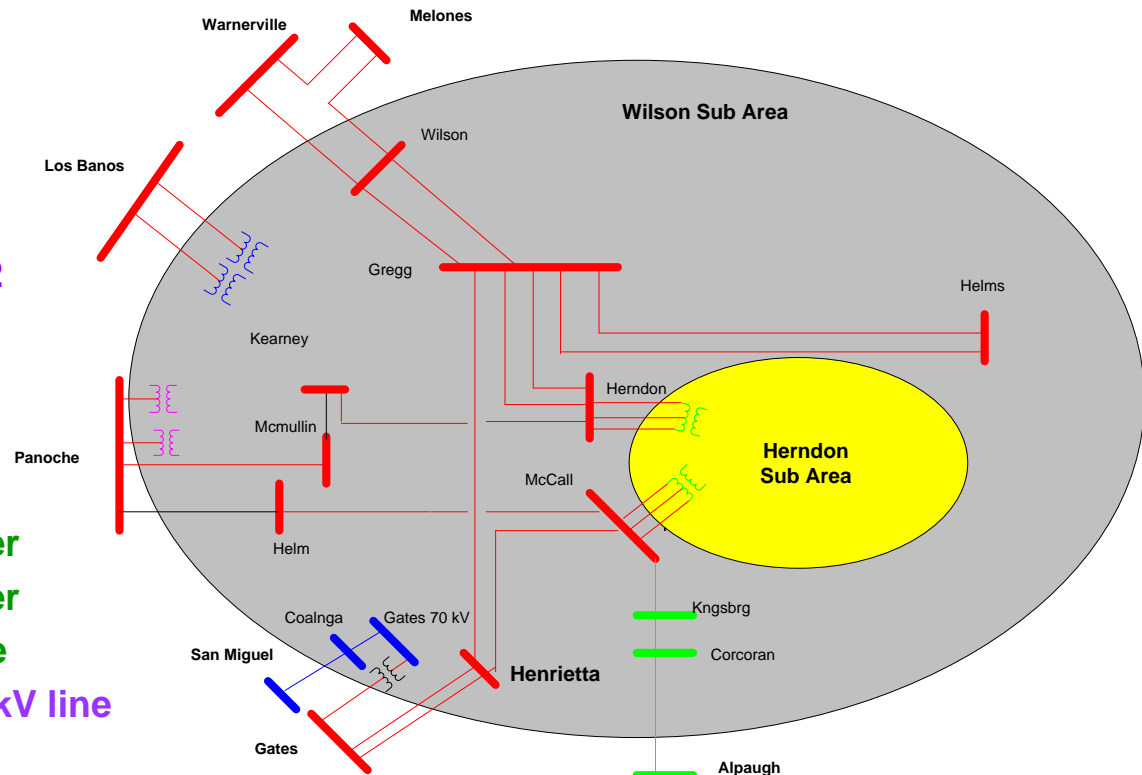 Melones
Warnerville
Wilson Sub Area
Wilson
Los Banos
2
Gregg
Helms
Kearney
Herndon
Mcmullin
Panoche
Herndon
Sub Area
McCall
er
Helm
er
Kngsbrg
Coalnga
Gates 70 kV
e
San Miguel
Corcoran
Henrietta
kV line
Gates
Alpaugh